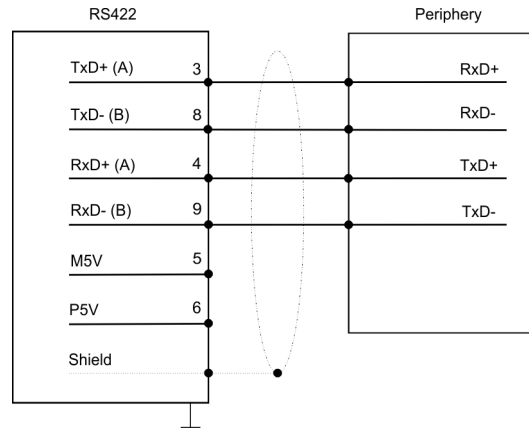 RS422 Periphery
TxD+ (A) 3 RxD+
TxD- (B) 8 RxD-
RxD+ (A) 4 TxD+
RxD- (B) 9 TxD-
M5V 5
P5V 6
Shield